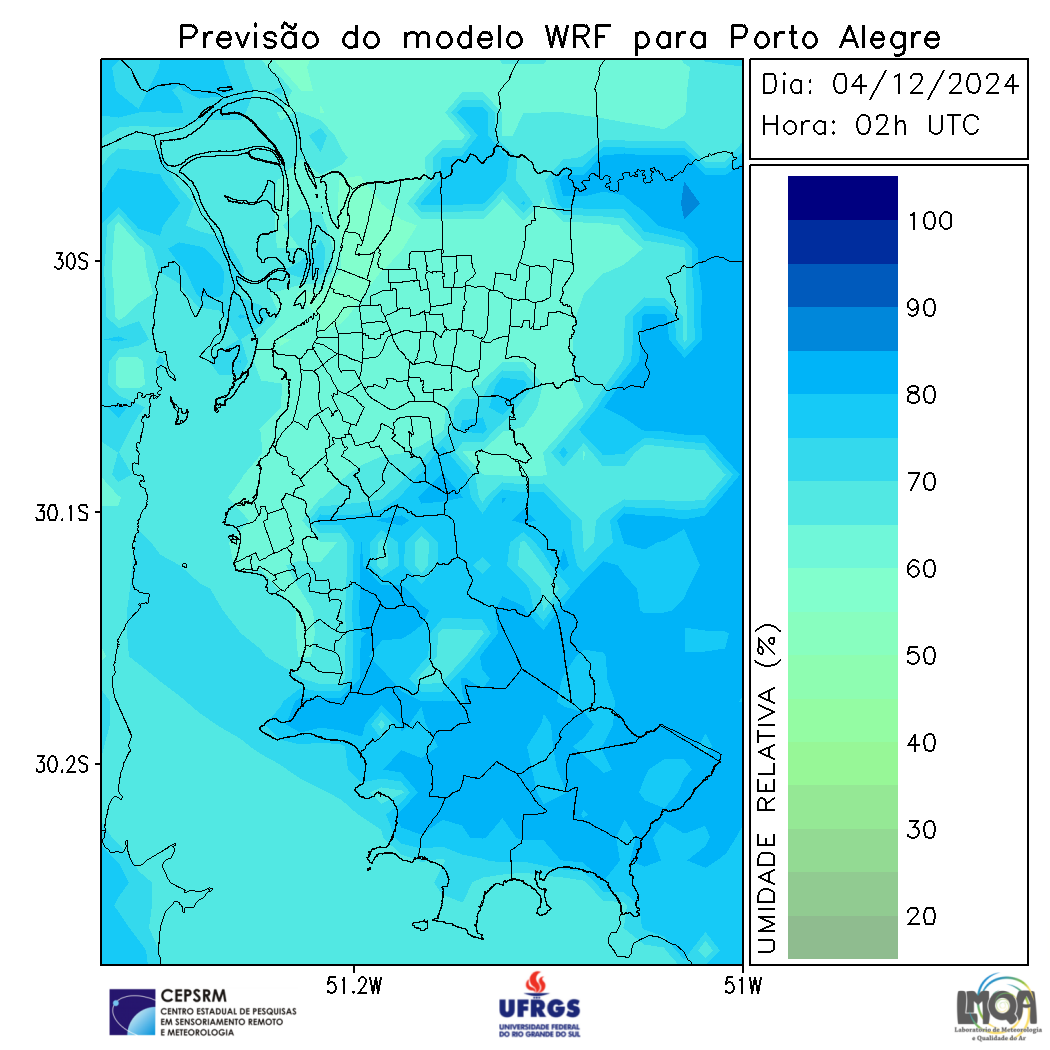 Previsão do modelo WRF para Porto Alegre
Dia: 04/12/2024
Hora: 02h UTC
30S
30.1S
30.2S
51.2W
51W
UMIDADE RELATIVA (%)
100
90
80
70
60
50
40
30
20
CEPSRM
CENTRO ESTADUAL DE PESQUISAS
EM SENSORIAMENTO REMOTO
E METEOROLOGIA
UFRGS
UNIVERSIDADE FEDERAL
DO RIO GRANDE DO SUL
LMQA
Laboratório de Meteorologia
e Qualidade do Ar